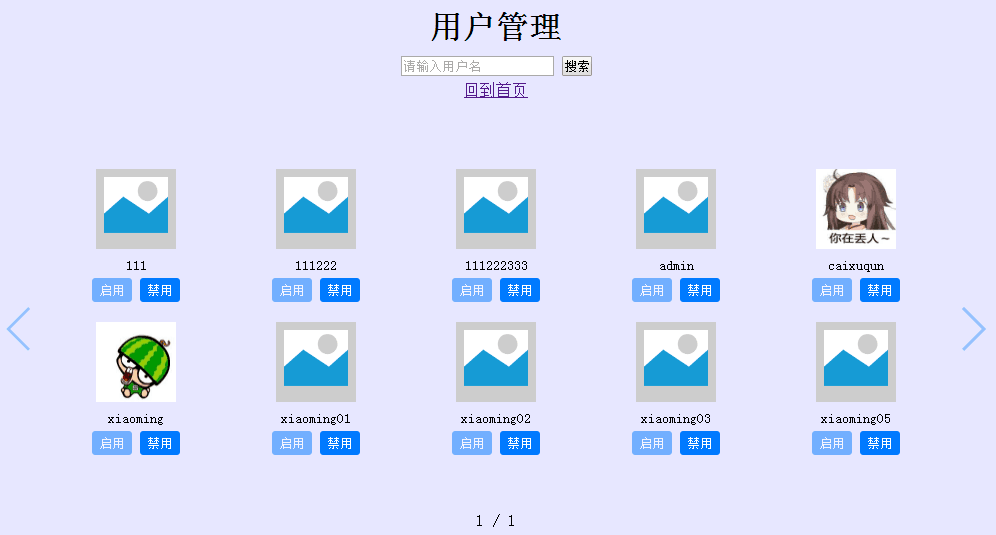 用户管理
请输入用户名 搜索
回到首页
你在丢人~
111 111222 111222333 admin caixuqun
启用 禁用 启用 禁用 启用 禁用 启用 禁用 启用 禁用
xiaoming xiaoming01 xiaoming02 xiaoming03 xiaoming05
启用 禁用 启用 禁用 启用 禁用 启用 禁用 启用 禁用
1 / 1